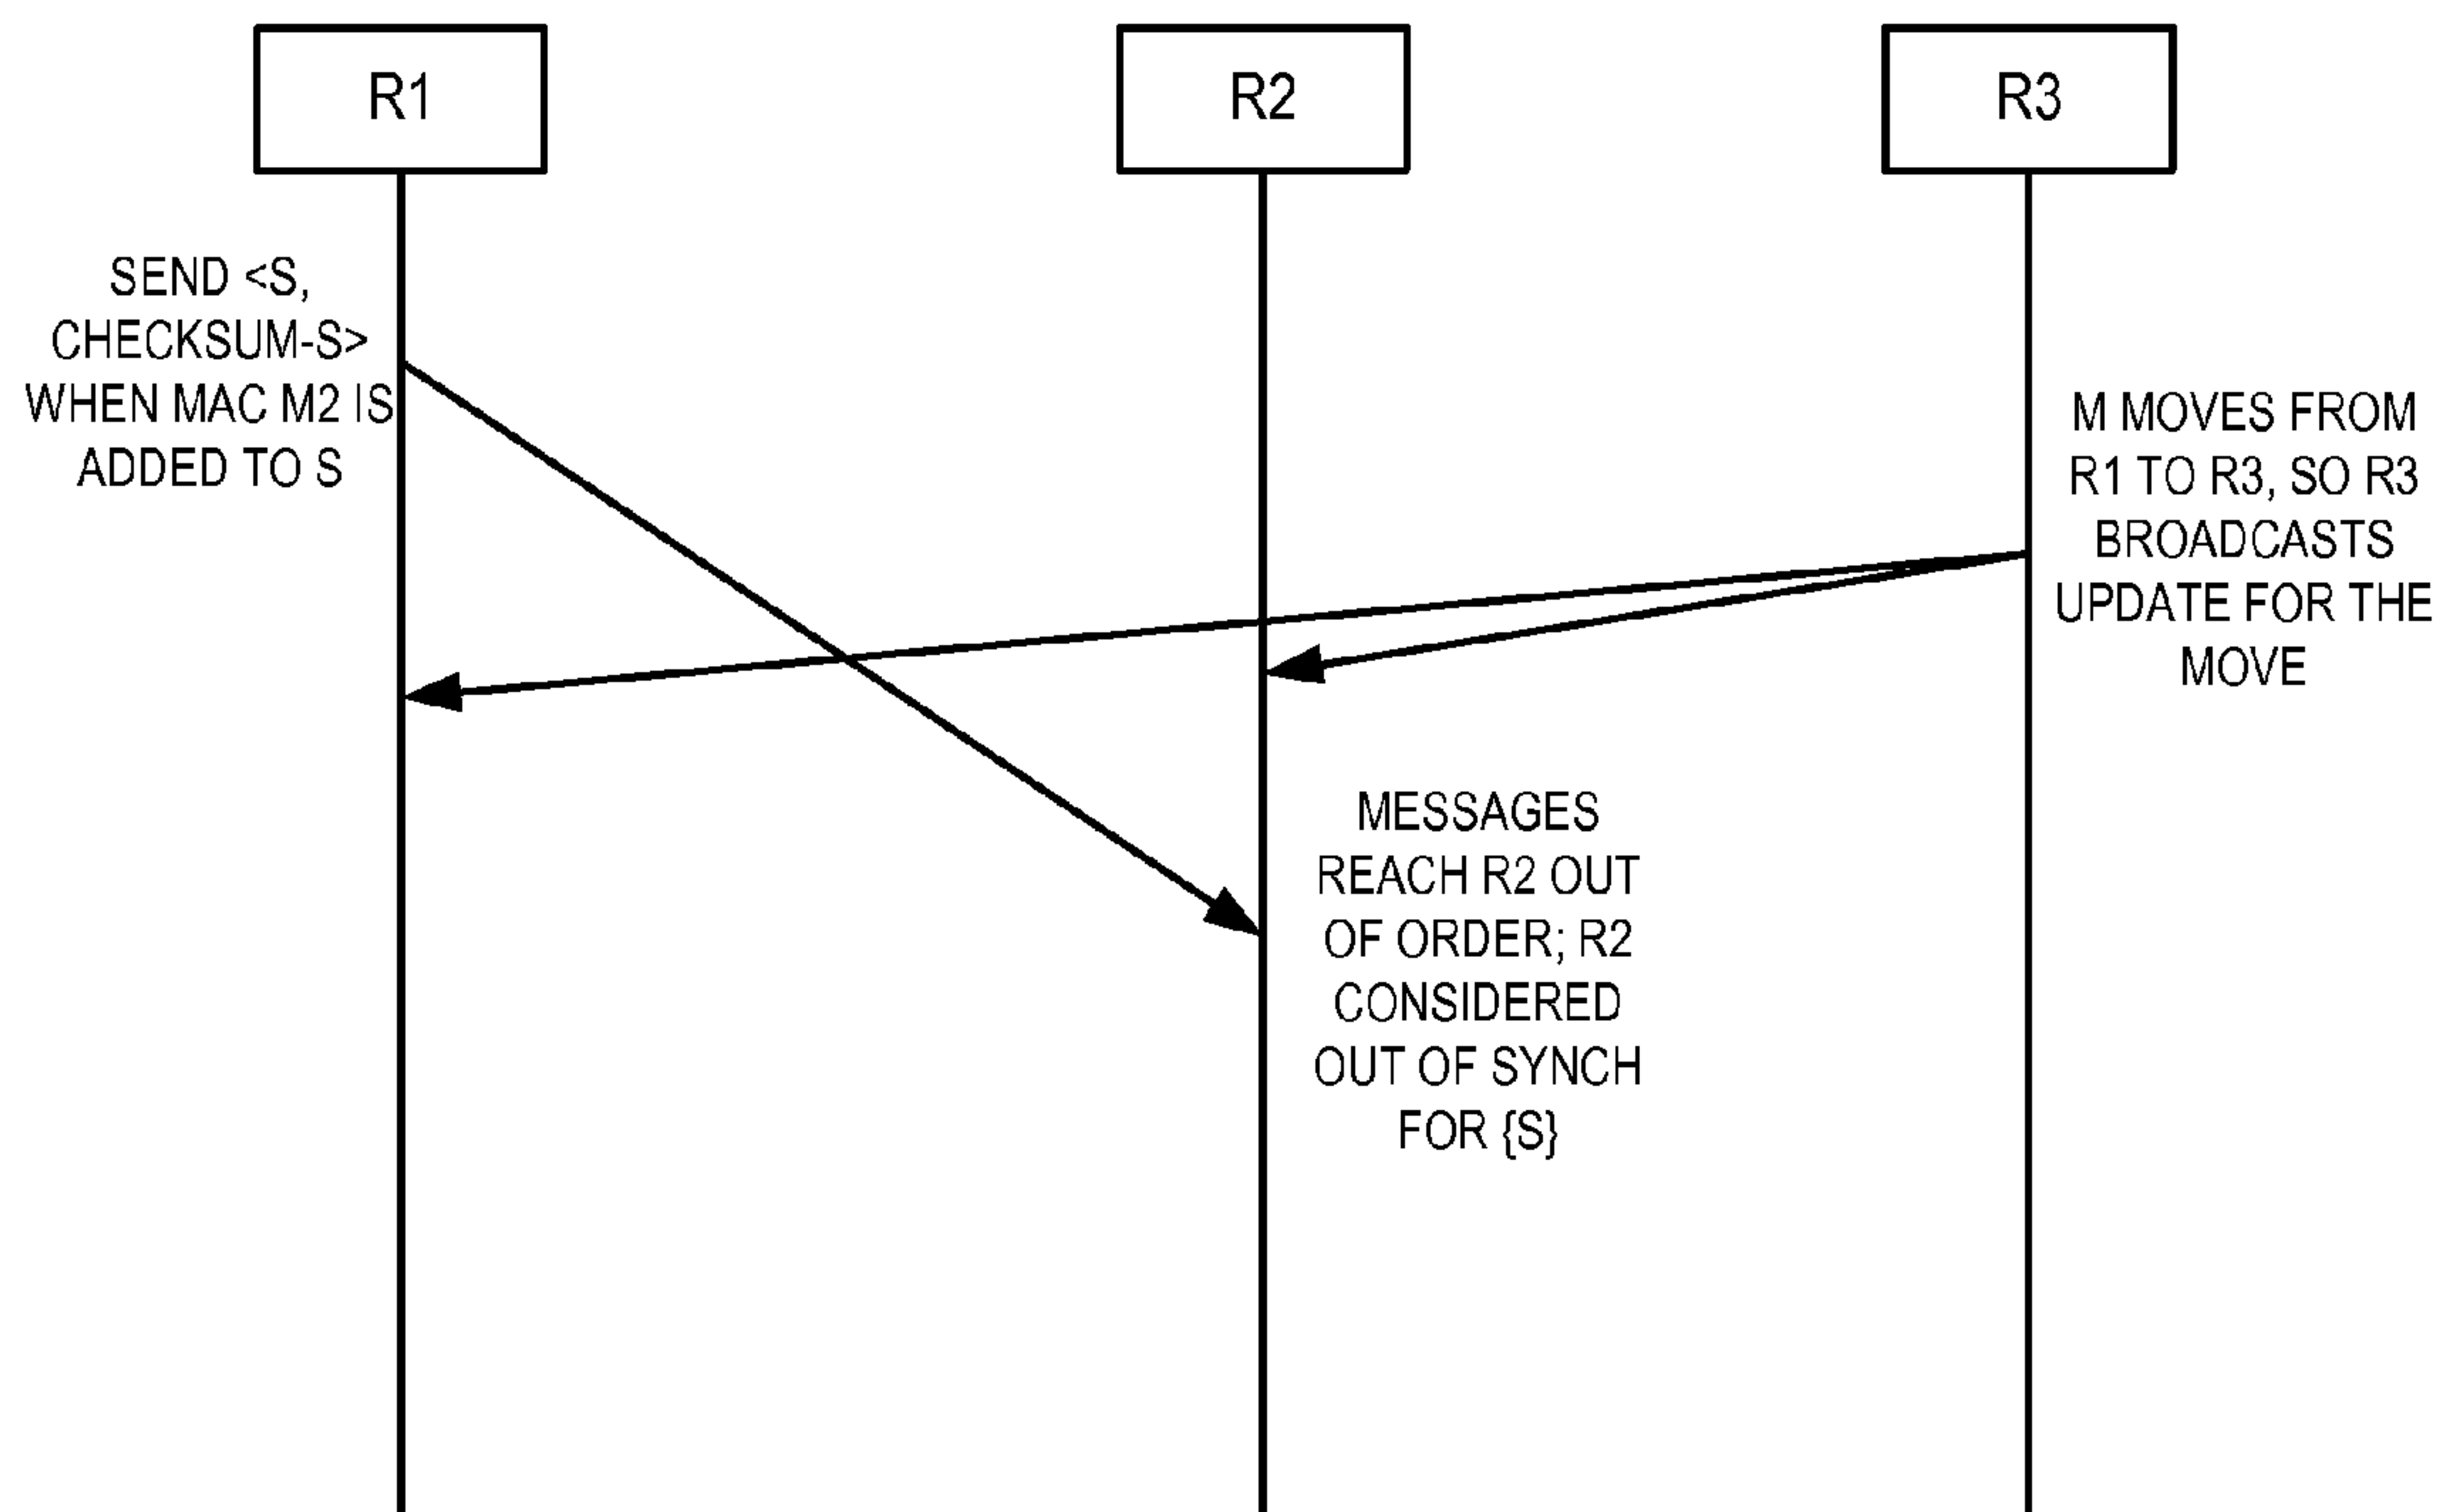 R1
R2
R3
SEND <S,
CHECKSUM-S>
WHEN MAC M2 IS
ADDED TO S
M MOVES FROM
R1 TO R3, SO R3
BROADCASTS
UPDATE FOR THE
MOVE
MESSAGES
REACH R2 OUT
OF ORDER; R2
CONSIDERED
OUT OF SYNCH
FOR {S}